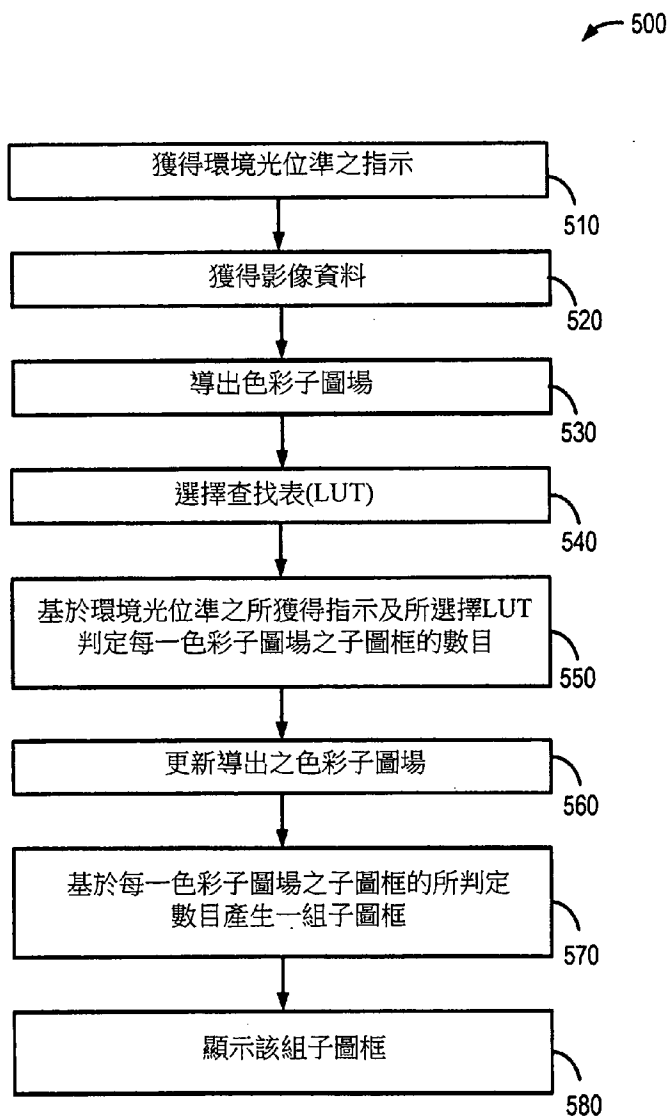 500
獲得環境光位準之指示
510
獲得影像資料
520
導出色彩子圖場
530
選擇查找表(LUT)
540
基於環境光位準之所獲得指示及所選擇LUT
判定每一色彩子圖場之子圖框的數目
550
更新導出之色彩子圖場
560
基於每一色彩子圖場之子圖框的所判定
數目產生一組子圖框
570
顯示該組子圖框
580